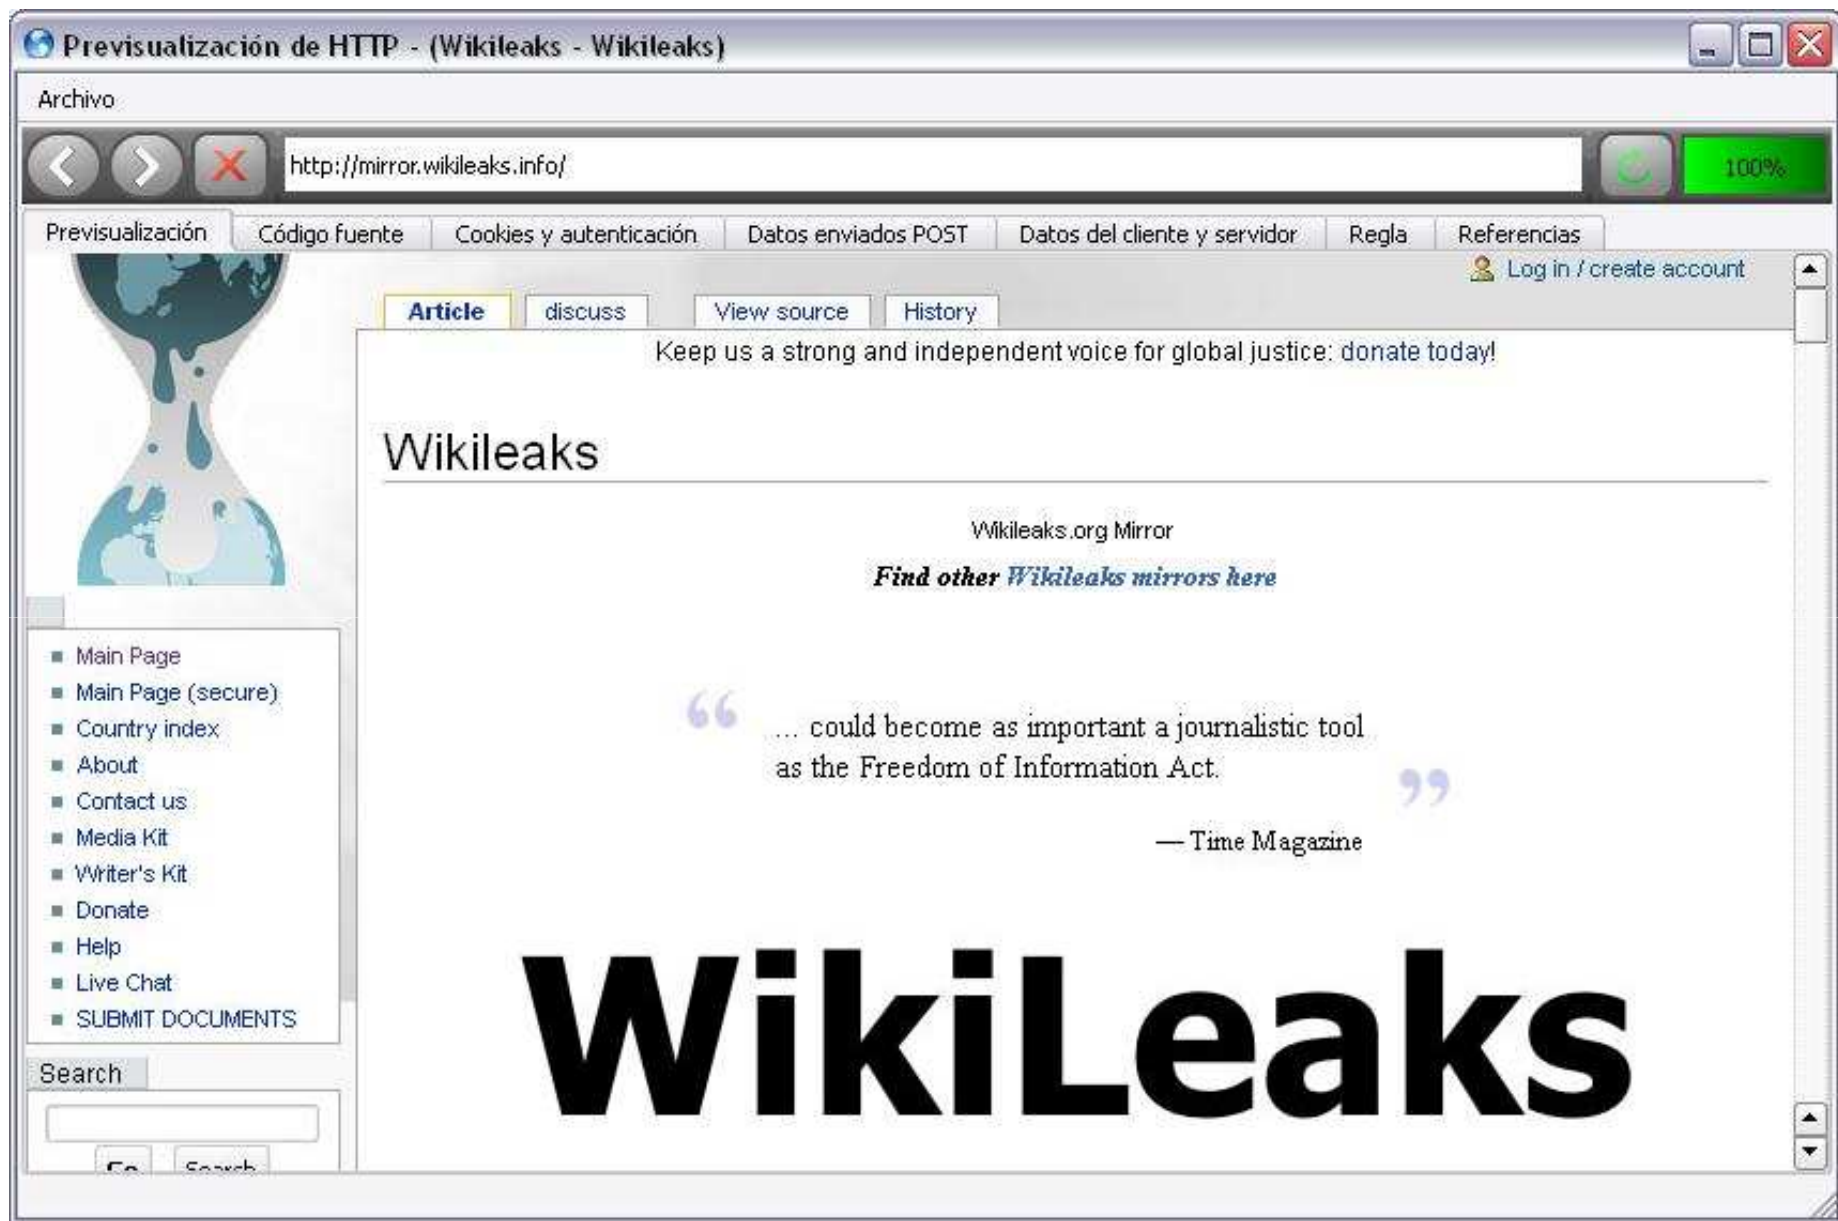 Previsualización de HTTP - (Wikileaks - Wikileaks)
Archivo
http://mirror.wikileaks.info/
100%
Previsualización Código fuente Cookies y autenticación Datos enviados POST Datos del cliente y servidor Regla Referencias
Log in / create account
Article discuss View source History
Keep us a strong and independent voice for global justice: donate today!
Wikileaks
Wikileaks.org Mirror
Find other Wikileaks mirrors here
“ ... could become as important a journalistic tool
as the Freedom of Information Act. ”
— Time Magazine
WikiLeaks
Main Page
Main Page (secure)
Country index
About
Contact us
Media Kit
Writer's Kit
Donate
Help
Live Chat
SUBMIT DOCUMENTS
Search
Search